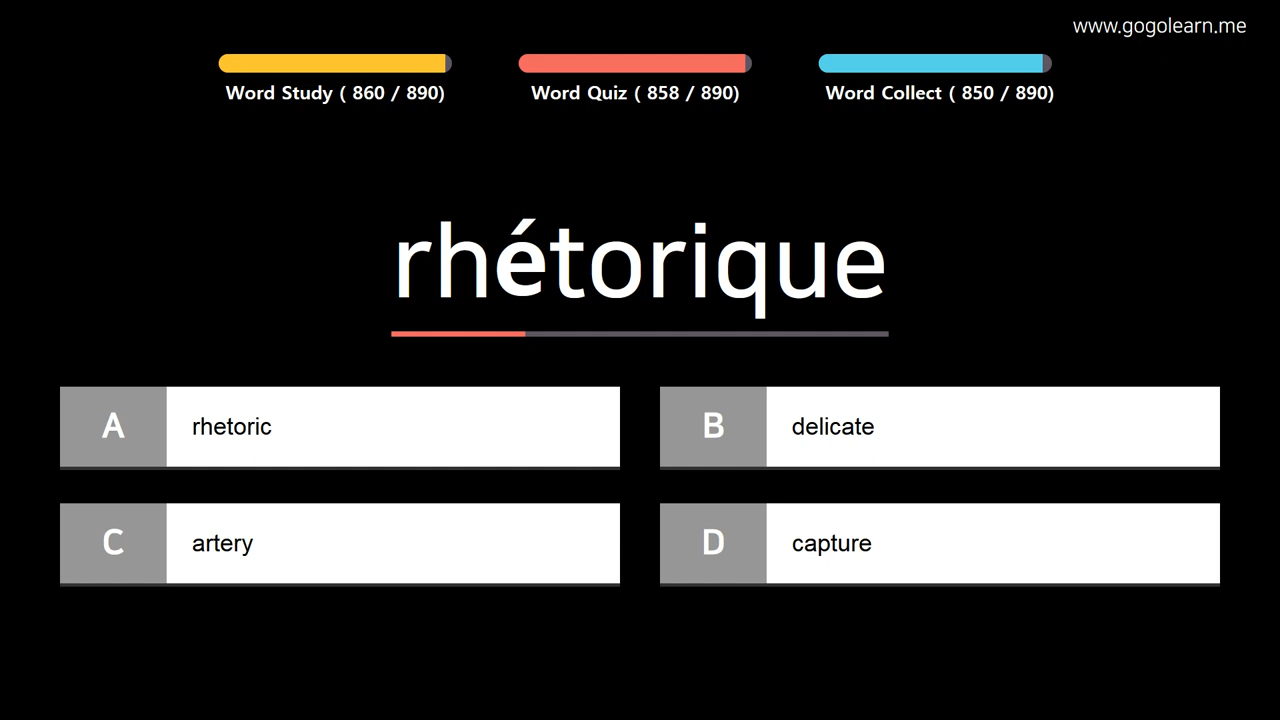 www.gogolearn.me
Word Study ( 860 / 890)
Word Quiz ( 858 / 890)
Word Collect ( 850 / 890)
rhétorique
A rhetoric
B delicate
C artery
D capture